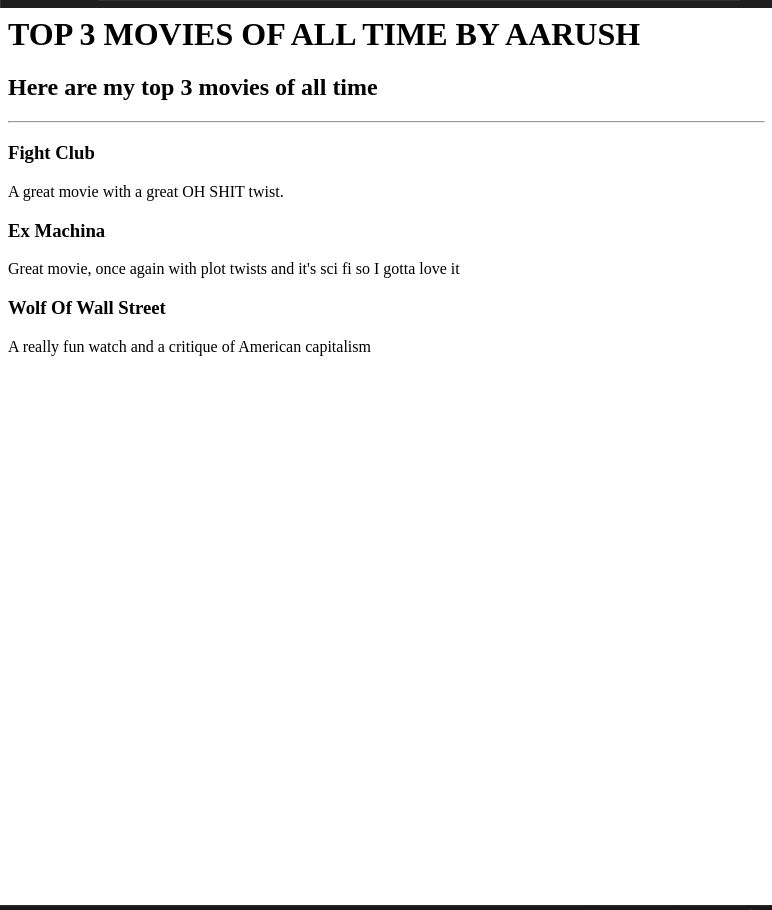 TOP 3 MOVIES OF ALL TIME BY AARUSH
Here are my top 3 movies of all time
Fight Club
A great movie with a great OH SHIT twist.
Ex Machina
Great movie, once again with plot twists and it's sci fi so I gotta love it
Wolf Of Wall Street
A really fun watch and a critique of American capitalism